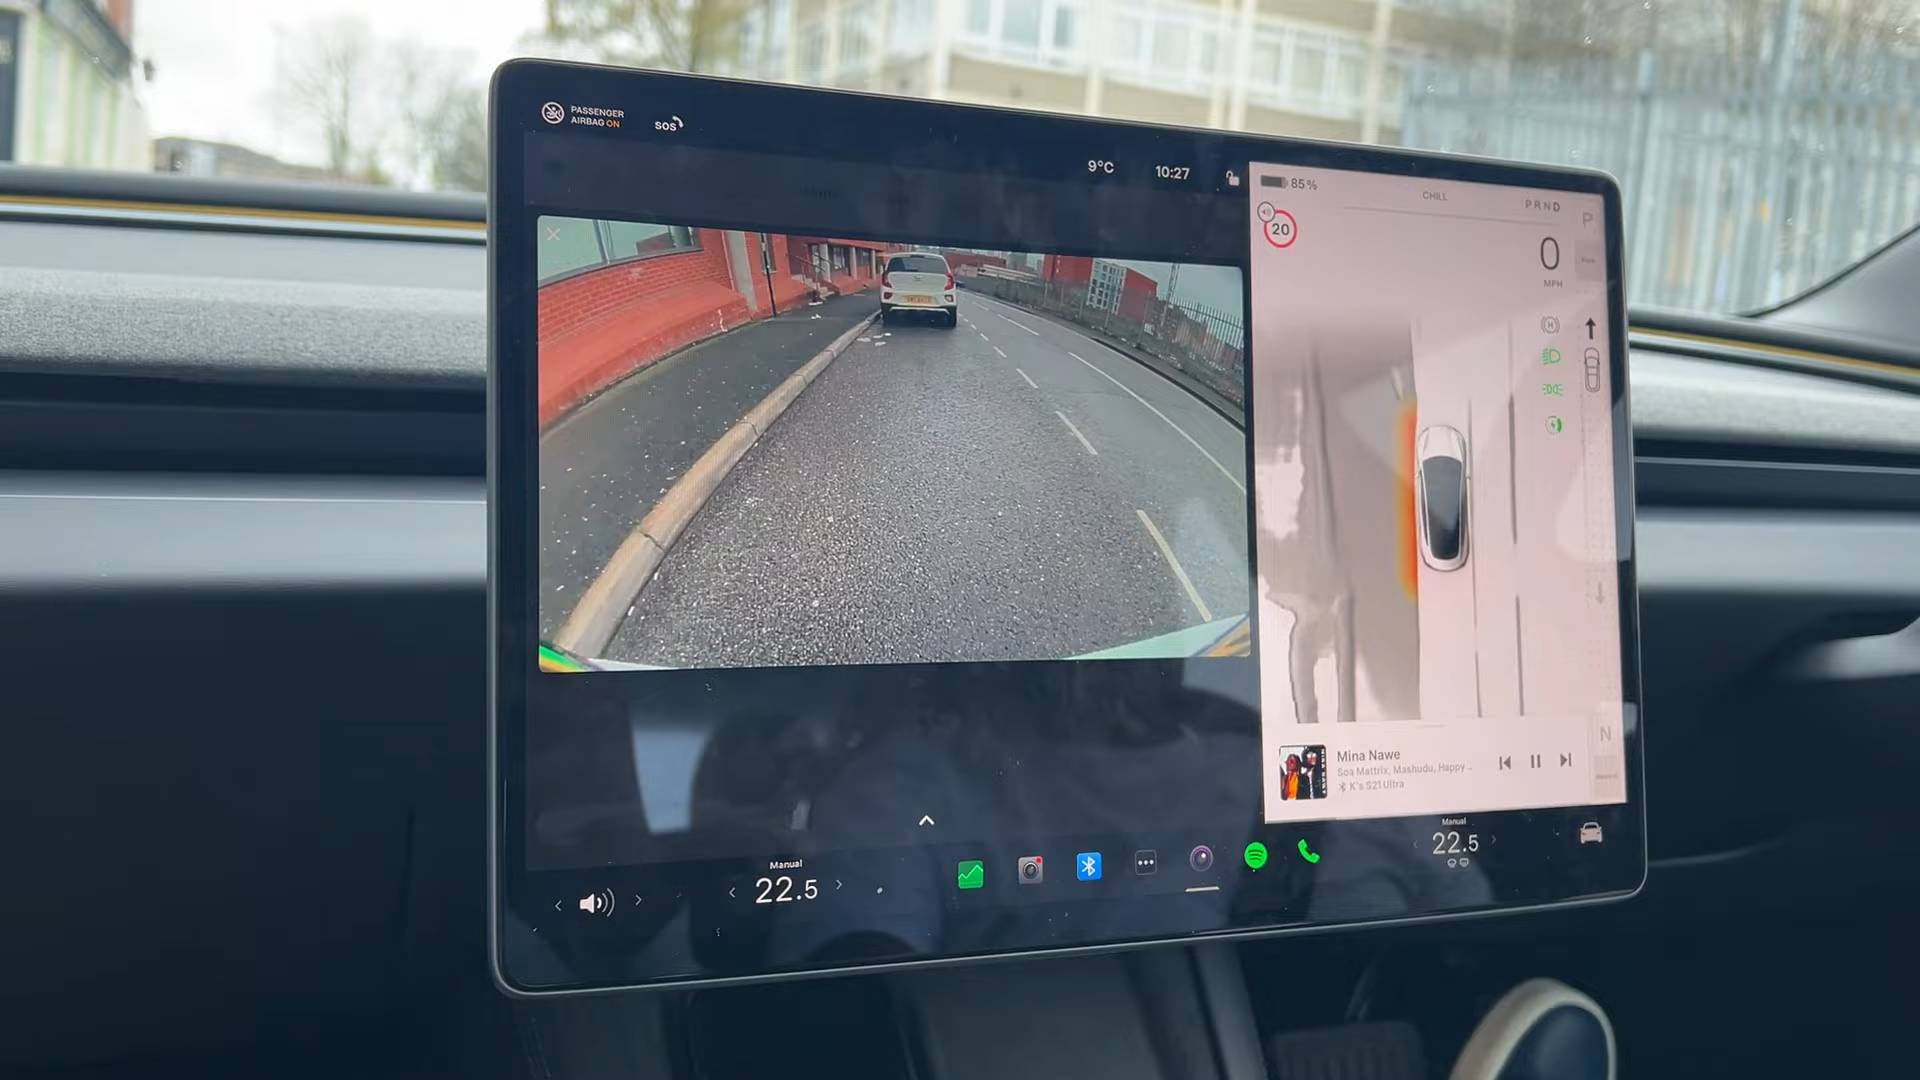 PASSENGER
AIRBAG ON
SOS
9°C
10:27
85 %
CHILL
P R N D
P
20
0
MPH
N
Mina Nawe
Soa Mattrix, Mashudu, Happy ...
K's S21 Ultra
Manual
22.5
Manual
22.5